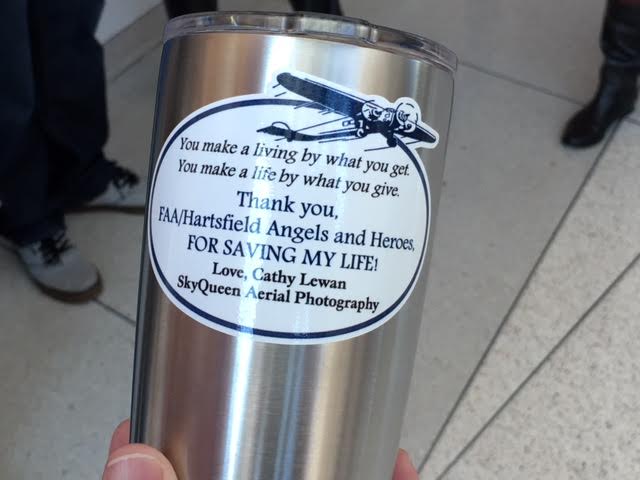 You make a living by what you get.
You make a life by what you give.
Thank you,
FAA/Hartsfield Angels and Heroes,
FOR SAVING MY LIFE!
Love, Cathy Lewan
SkyQueen Aerial Photography